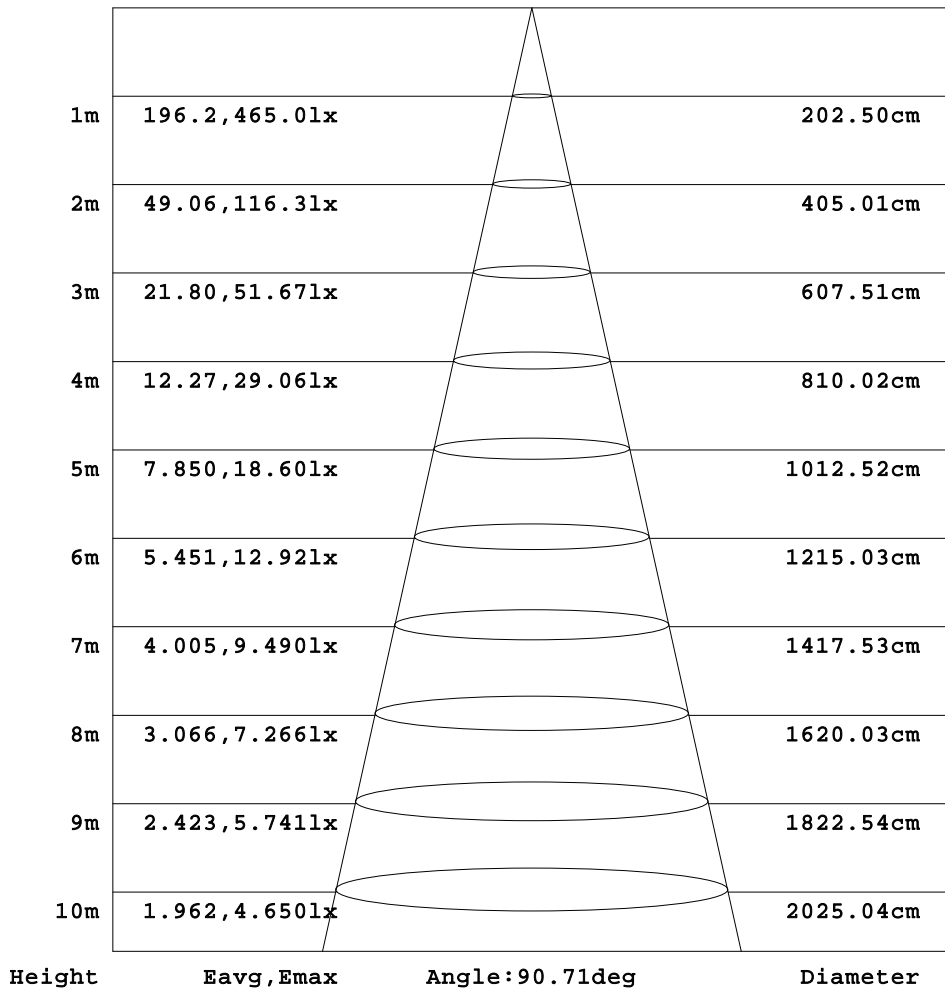 1m 196.2,465.0lx 202.50cm
2m 49.06,116.3lx 405.01cm
3m 21.80,51.67lx 607.51cm
4m 12.27,29.06lx 810.02cm
5m 7.850,18.60lx 1012.52cm
6m 5.451,12.92lx 1215.03cm
7m 4.005,9.490lx 1417.53cm
8m 3.066,7.266lx 1620.03cm
9m 2.423,5.741lx 1822.54cm
10m 1.962,4.650lx 2025.04cm
Height Eavg,Emax Angle:90.71deg Diameter